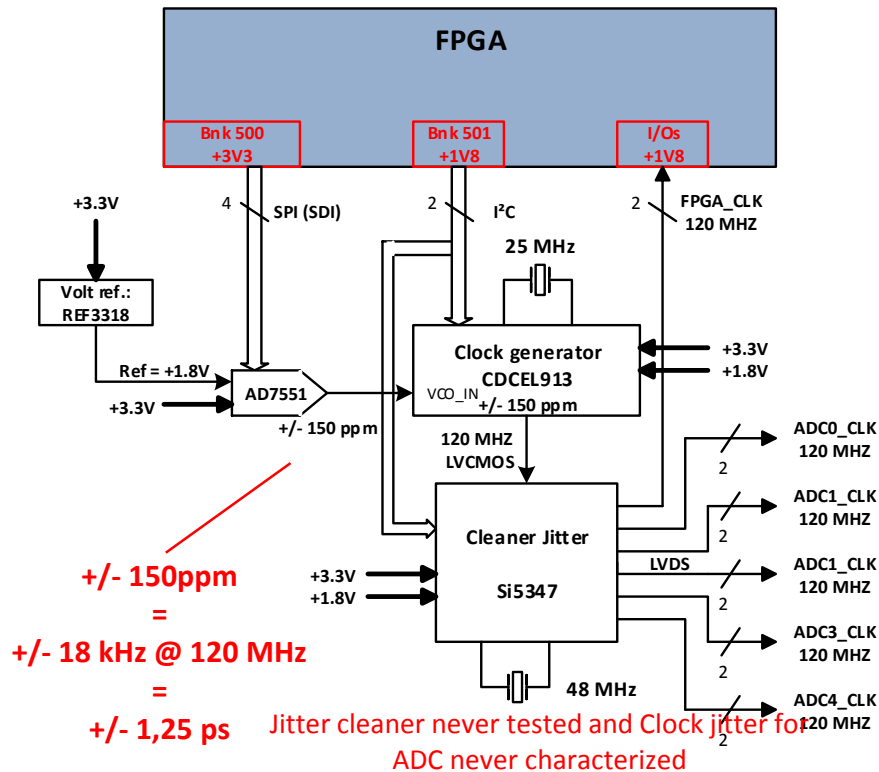 FPGA
Bnk 500
+3V3
Bnk 501
+1V8
I/Os
+1V8
+3.3V
4
SPI (SDI)
2
I²C
2
FPGA_CLK
120 MHZ
25 MHz
Volt ref.:
REF3318
Ref = +1.8V
+3.3V
AD7551
+/- 150 ppm
Clock generator
CDCEL913
VCO_IN
+/- 150 ppm
+3.3V
+1.8V
120 MHZ
LVCMOS
Cleaner Jitter
Si5347
+3.3V
+1.8V
48 MHz
LVDS
2
ADC0_CLK
120 MHZ
2
ADC1_CLK
120 MHZ
2
ADC1_CLK
120 MHZ
2
ADC3_CLK
120 MHZ
2
ADC4_CLK
120 MHZ
+/- 150ppm
=
+/- 18 kHz @ 120 MHz
=
+/- 1,25 ps
Jitter cleaner never tested and Clock jitter for
ADC never characterized